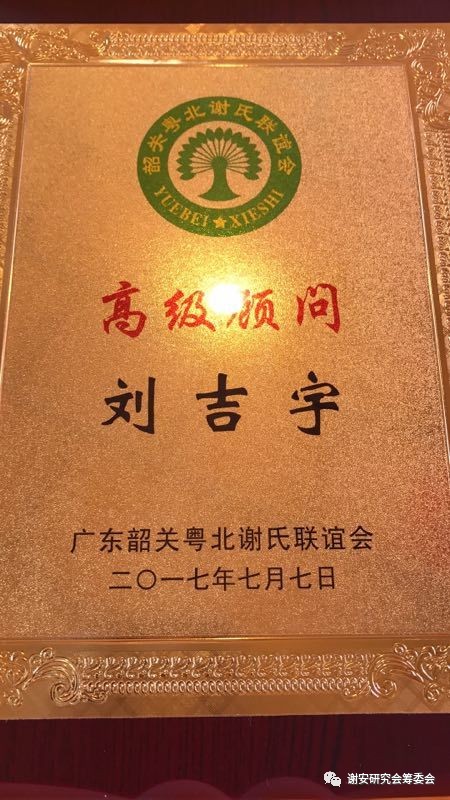 韶关粤北谢氏联谊会
YUEBEI★XIESHI
高级顾问
刘吉宇
广东韶关粤北谢氏联谊会
二〇一七年七月七日
谢安研究会筹委会